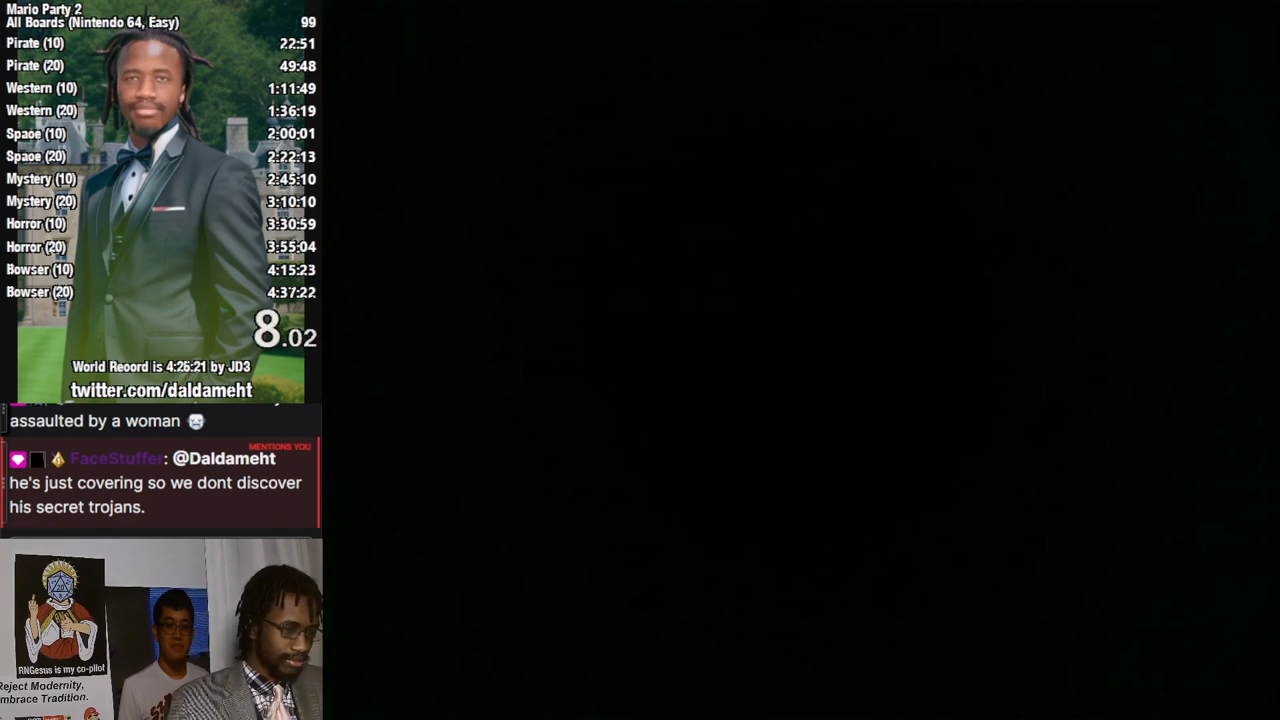 Mario Party 2
All Boards (Nintendo 64, Easy) 99
Pirate (10) 22:51
Pirate (20) 49:48
Western (10) 1:11:49
Western (20) 1:36:19
Space (10) 2:00:01
Space (20) 2:22:13
Mystery (10) 2:45:10
Mystery (20) 3:10:10
Horror (10) 3:30:59
Horror (20) 3:55:04
Bowser (10) 4:15:23
Bowser (20) 4:37:22
8.02
World Record is 4:25:21 by JD3
twitter.com/daldameht
assaulted by a woman
MENTIONS YOU
FaceStuffer: @Daldameht
he's just covering so we dont discover
his secret trojans.
RNGesus is my co-pilot
Reject Modernity,
mbrace Tradition.